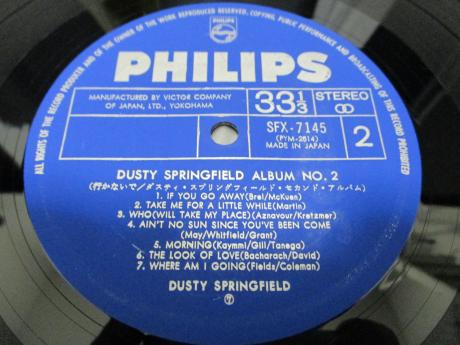 ALL RIGHTS OF THE RECORD PRODUCER AND OF THE OWNER OF THE WORK REPRODUCED RESERVED. COPYING, PUBLIC PERFORMANCE AND BROADCASTING OF THIS RECORD PROHIBITED
PHILIPS
PHILIPS
MANUFACTURED BY VICTOR COMPANY
OF JAPAN, LTD., YOKOHAMA
33 1/3
STEREO
SFX-7145
(PYM-2614)
MADE IN JAPAN
2
DUSTY SPRINGFIELD ALBUM NO. 2
(行かないで/ダスティ・スプリングフィールド・セカンド・アルバム)
1. IF YOU GO AWAY(Brel/McKuen)
2. TAKE ME FOR A LITTLE WHILE(Martin)
3. WHO(WILL TAKE MY PLACE)(Aznavour/Kretzmer)
4. AIN'T NO SUN SINCE YOU'VE BEEN COME
(May/Whitfield/Grant)
5. MORNING(Kaymmi/Gill/Tanega)
6. THE LOOK OF LOVE(Bacharach/David)
7. WHERE AM I GOING(Fields/Coleman)
DUSTY SPRINGFIELD